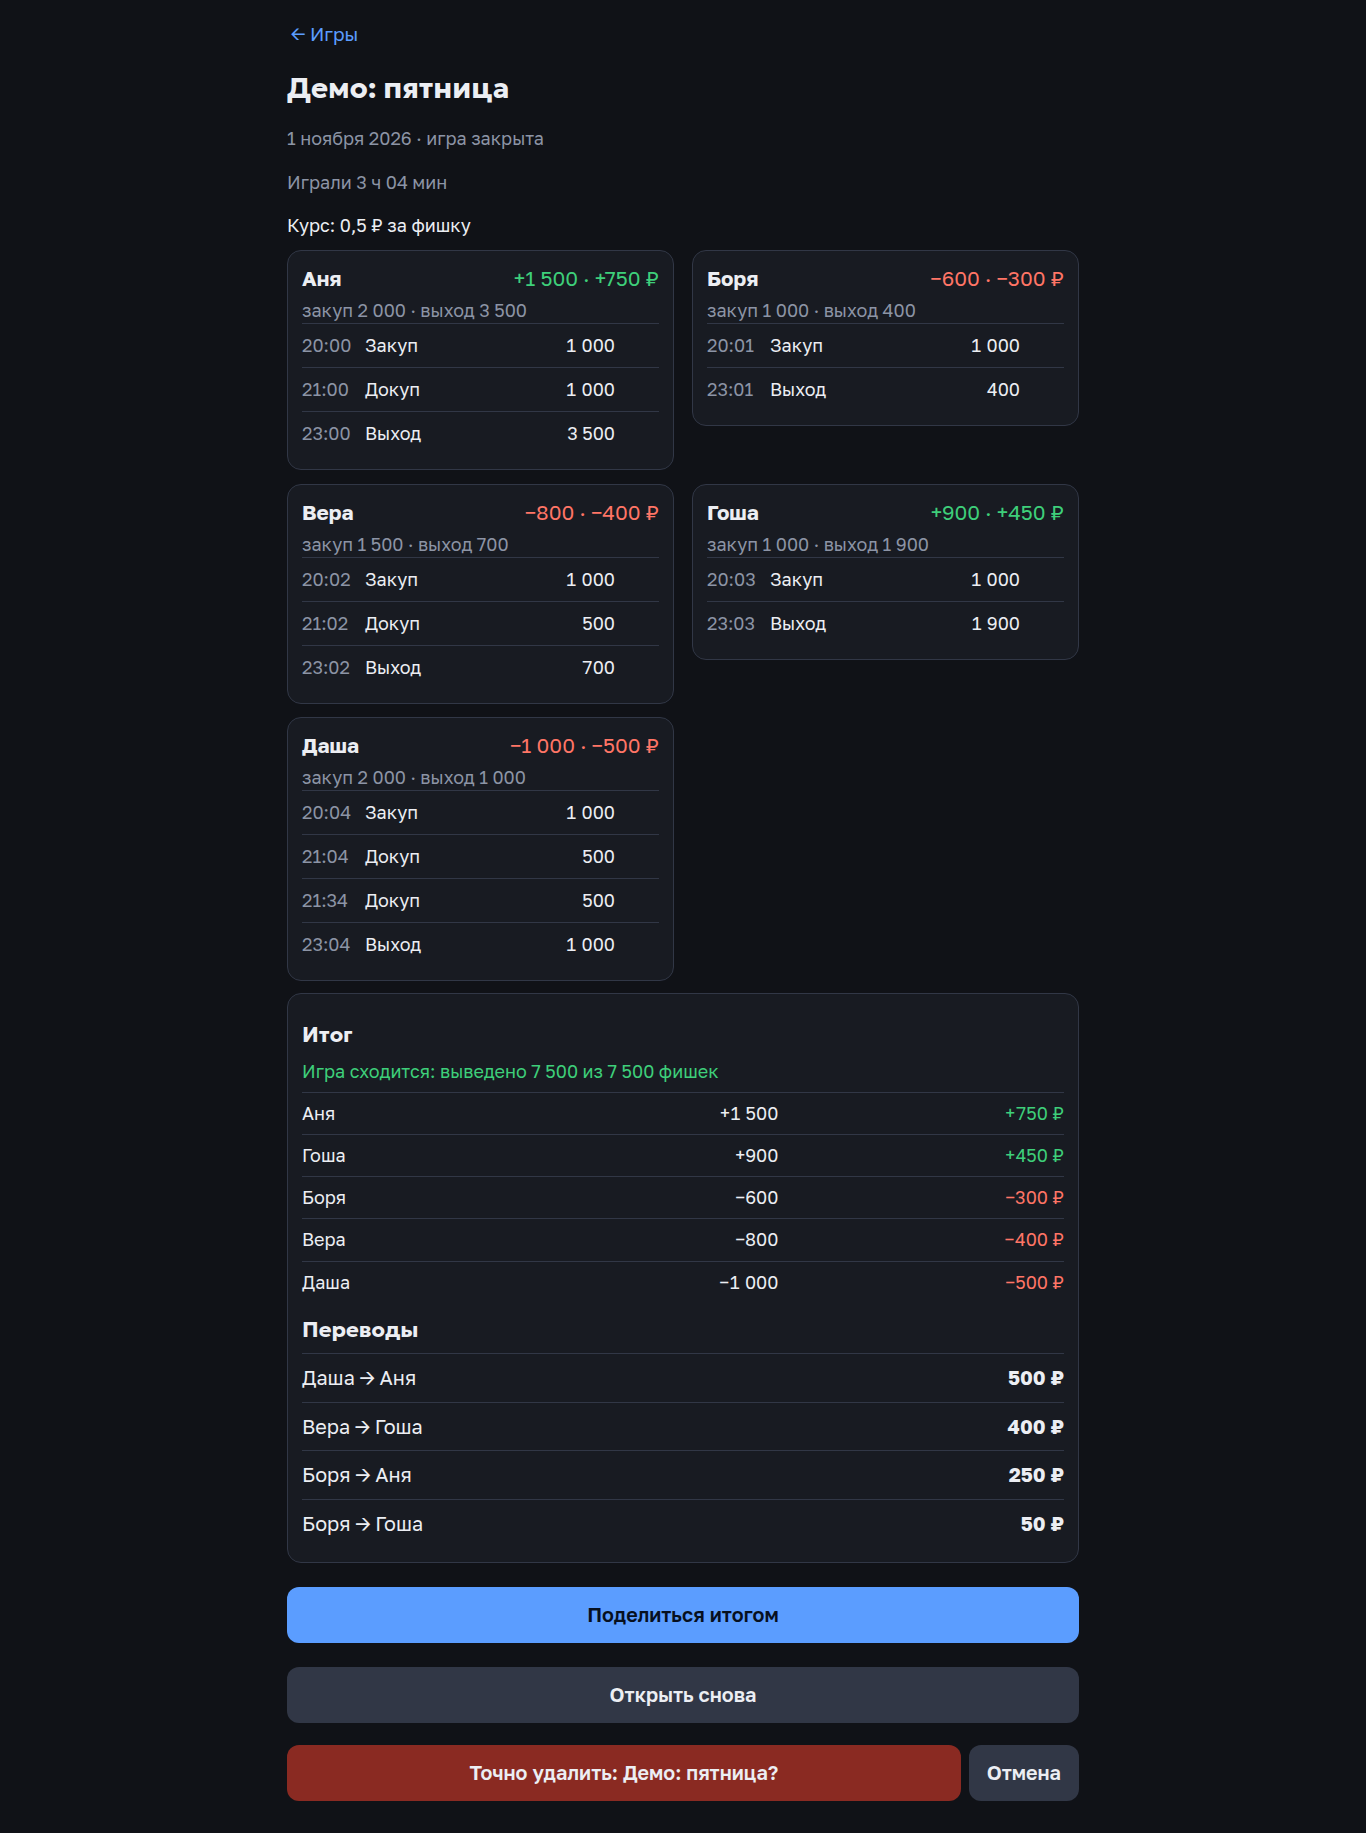 ← Игры
Демо: пятница
1 ноября 2026 · игра закрыта
Играли 3 ч 04 мин
Курс: 0,5 ₽ за фишку
Аня +1 500 · +750 ₽
закуп 2 000 · выход 3 500
20:00 Закуп 1 000
21:00 Докуп 1 000
23:00 Выход 3 500
Боря −600 · −300 ₽
закуп 1 000 · выход 400
20:01 Закуп 1 000
23:01 Выход 400
Вера −800 · −400 ₽
закуп 1 500 · выход 700
20:02 Закуп 1 000
21:02 Докуп 500
23:02 Выход 700
Гоша +900 · +450 ₽
закуп 1 000 · выход 1 900
20:03 Закуп 1 000
23:03 Выход 1 900
Даша −1 000 · −500 ₽
закуп 2 000 · выход 1 000
20:04 Закуп 1 000
21:04 Докуп 500
21:34 Докуп 500
23:04 Выход 1 000
Итог
Игра сходится: выведено 7 500 из 7 500 фишек
Аня +1 500 +750 ₽
Гоша +900 +450 ₽
Боря −600 −300 ₽
Вера −800 −400 ₽
Даша −1 000 −500 ₽
Переводы
Даша → Аня 500 ₽
Вера → Гоша 400 ₽
Боря → Аня 250 ₽
Боря → Гоша 50 ₽
Поделиться итогом
Открыть снова
Точно удалить: Демо: пятница? Отмена